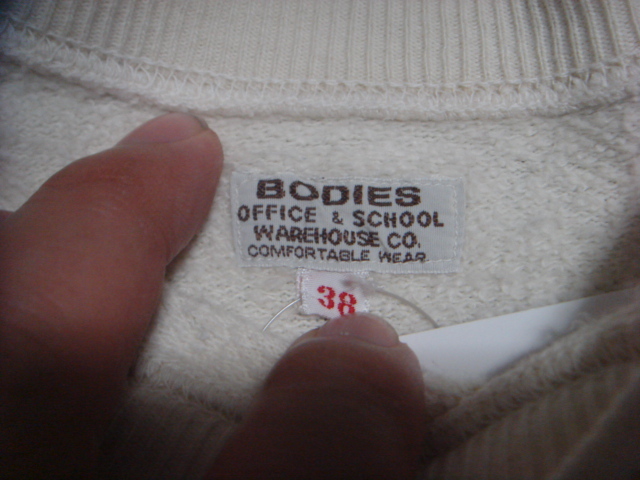 BODIES
OFFICE & SCHOOL
WAREHOUSE CO.
COMFORTABLE WEAR
38